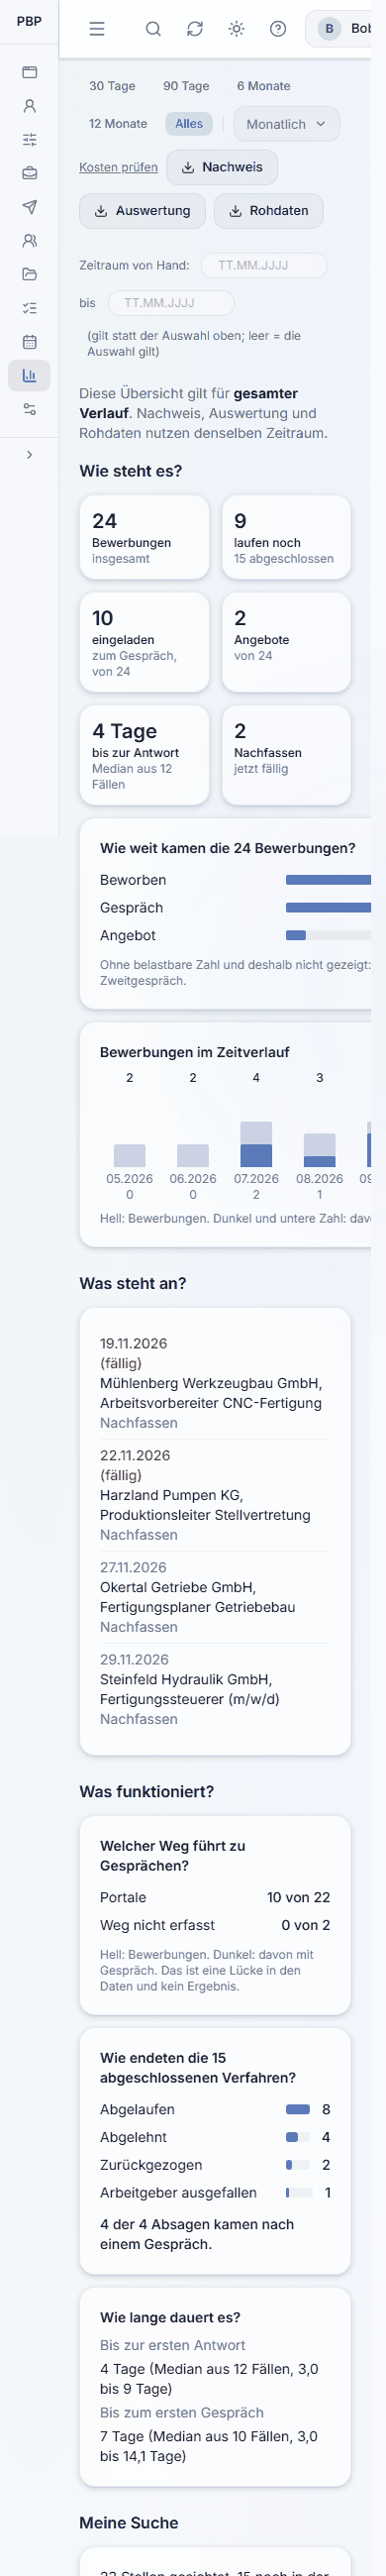 PBP
B Bob
30 Tage 90 Tage 6 Monate
12 Monate Alles Monatlich
Kosten prüfen Nachweis
Auswertung Rohdaten
Zeitraum von Hand: TT.MM.JJJJ
bis TT.MM.JJJJ
(gilt statt der Auswahl oben; leer = die
Auswahl gilt)
Diese Übersicht gilt für gesamter
Verlauf. Nachweis, Auswertung und
Rohdaten nutzen denselben Zeitraum.
Wie steht es?
24
Bewerbungen
insgesamt
9
laufen noch
15 abgeschlossen
10
eingeladen
zum Gespräch,
von 24
2
Angebote
von 24
4 Tage
bis zur Antwort
Median aus 12
Fällen
2
Nachfassen
jetzt fällig
Wie weit kamen die 24 Bewerbungen?
Beworben
Gespräch
Angebot
Ohne belastbare Zahl und deshalb nicht gezeigt:
Zweitgespräch.
Bewerbungen im Zeitverlauf
2 2 4 3
05.2026 06.2026 07.2026 08.2026 09
0 0 2 1
Hell: Bewerbungen. Dunkel und untere Zahl: dav
Was steht an?
19.11.2026
(fällig)
Mühlenberg Werkzeugbau GmbH,
Arbeitsvorbereiter CNC-Fertigung
Nachfassen
22.11.2026
(fällig)
Harzland Pumpen KG,
Produktionsleiter Stellvertretung
Nachfassen
27.11.2026
Okertal Getriebe GmbH,
Fertigungsplaner Getriebebau
Nachfassen
29.11.2026
Steinfeld Hydraulik GmbH,
Fertigungssteuerer (m/w/d)
Nachfassen
Was funktioniert?
Welcher Weg führt zu
Gesprächen?
Portale 10 von 22
Weg nicht erfasst 0 von 2
Hell: Bewerbungen. Dunkel: davon mit
Gespräch. Das ist eine Lücke in den
Daten und kein Ergebnis.
Wie endeten die 15
abgeschlossenen Verfahren?
Abgelaufen 8
Abgelehnt 4
Zurückgezogen 2
Arbeitgeber ausgefallen 1
4 der 4 Absagen kamen nach
einem Gespräch.
Wie lange dauert es?
Bis zur ersten Antwort
4 Tage (Median aus 12 Fällen, 3,0
bis 9 Tage)
Bis zum ersten Gespräch
7 Tage (Median aus 10 Fällen, 3,0
bis 14,1 Tage)
Meine Suche